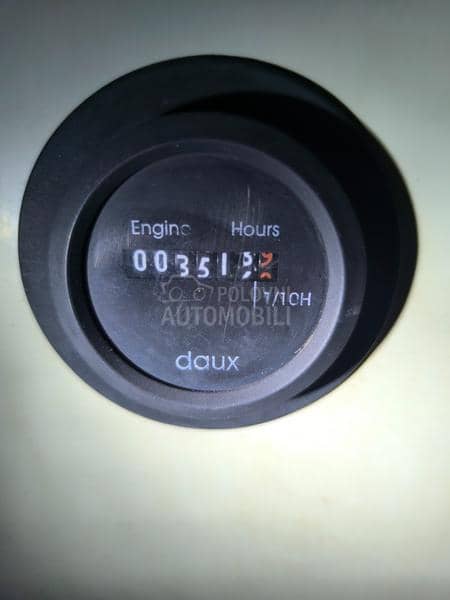 Engine Hours
00351
POLOVNI
AUTOMOBILI
1/10H
daux